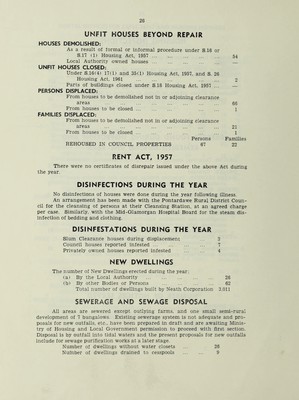 28
UNFIT HOUSES BEYOND REPAIR
HOUSES DEMOLISHED:
As a result of formal or informal procedure under S.16 or
S.17 (1) Housing Act, 1957 ... ... ... 54
Local Authority owned houses ... ... ... —
UNFIT HOUSES CLOSED:
Under S.16(4) 17(1) and 35(1) Housing Act, 1957, and S. 26
Housing Act, 1961 ... ... ... 2
Parts of buildings closed under S.18 Housing Act, 1957 ... —
PERSONS DISPLACED:
From houses to be demolished not in or adjoining clearance
areas ... ... ... 66
From houses to be closed ... ... ... 1
FAMILIES DISPLACED:
From houses to be demolished not in or adjoining clearance
areas ... ... ... 21
From houses to be closed ... ... ... 1
Persons Families
REHOUSED IN COUNCIL PROPERTIES 67 22
RENT ACT, 1957
There were no certificates of disrepair issued under the above Act during
the year.
DISINFECTIONS DURING THE YEAR
No disinfections of houses were done during the year following illness.
An arrangement has been made with the Pontardawe Rural District Coun-
cil for the cleansing of persons at their Cleansing Station, at an agreed charge
per case. Similarly, with the Mid-Glamorgan Hospital Board for the steam dis-
infection of bedding and clothing.
DISINFESTATIONS DURING THE YEAR
Slum Clearance houses during displacement ... 5
Council houses reported infested ... ... 7
Privately owned houses reported infested ... 4
NEW DWELLINGS
The number of New Dwellings erected during the year:
(a) By the Local Authority ... ... ... 26
(b) By other Bodies or Persons ... ... 62
Total number of dwellings built by Neath Corporation 3,011
SEWERAGE AND SEWAGE DISPOSAL
All areas are sewered except outlying farms, and one small semi-rural
development of 7 bungalows. Existing sewerage system is not adequate and pro-
posals for new outfalls, etc., have been prepared in draft and are awaiting Minis-
try of Housing and Local Government permission to proceed with first section.
Disposal is by outfall into tidal waters and the present proposals for new outfalls
include for sewage purification works at a later stage.
Number of dwellings without water closets ... 28
Number of dwellings drained to cesspools ... 9